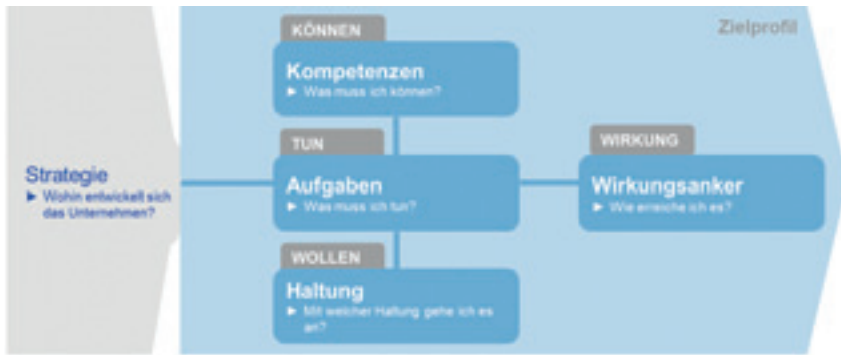 Zielprofil
KÖNNEN
Kompetenzen
► Was muss ich können?
Strategie
► Wohin entwickelt sich
das Unternehmen?
TUN
Aufgaben
► Was muss ich tun?
WIRKUNG
Wirkungsanker
► Wie erreiche ich es?
WOLLEN
Haltung
► Mit welcher Haltung gehe ich es
an?